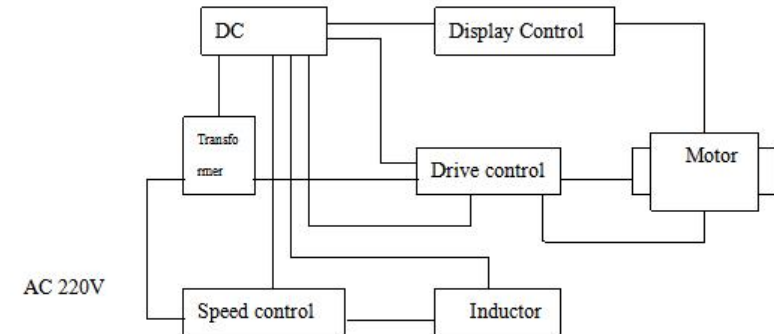 DC
Display Control
Transfo
rmer
Motor
Drive control
AC 220V
Speed control
Inductor